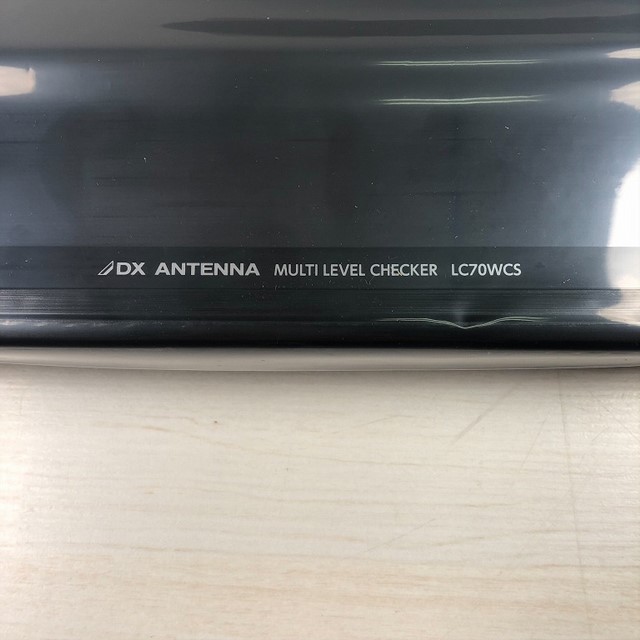 DX ANTENNA MULTI LEVEL CHECKER LC70WCS